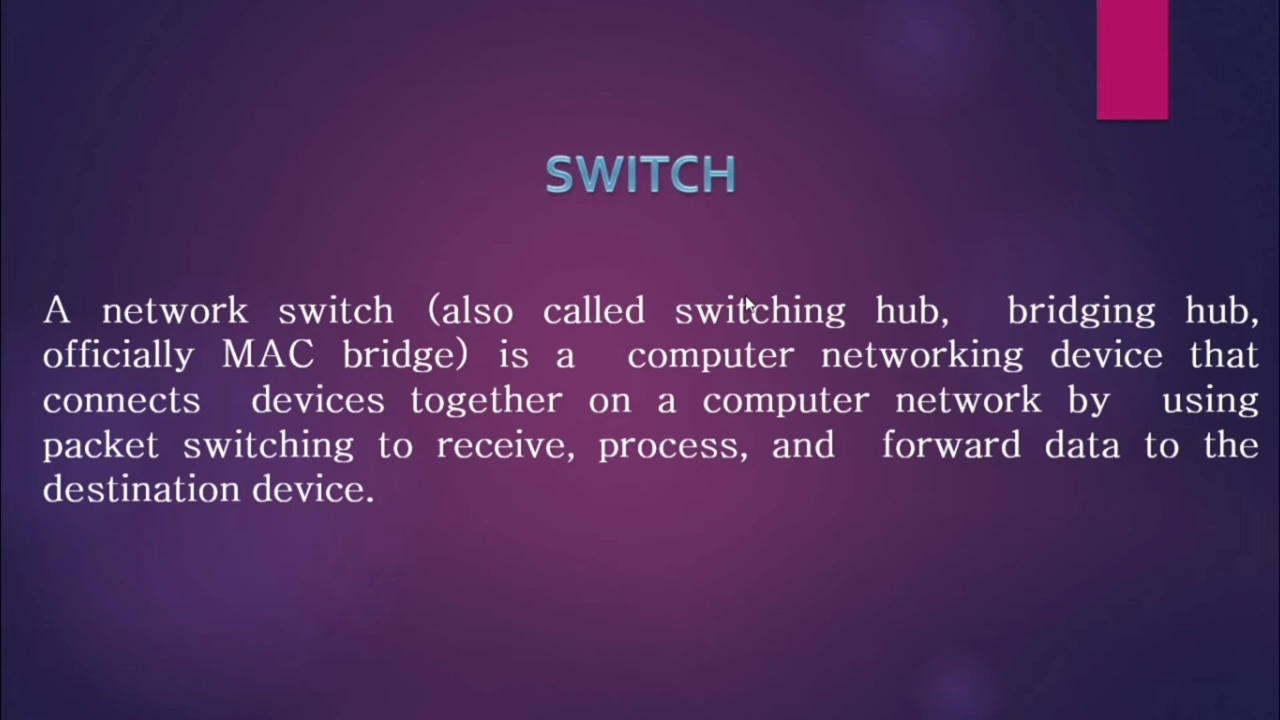 SWITCH
A network switch (also called switching hub, bridging hub,
officially MAC bridge) is a computer networking device that
connects devices together on a computer network by using
packet switching to receive, process, and forward data to the
destination device.